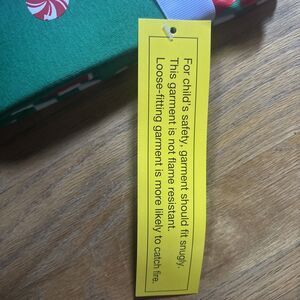 For child's safety, garment should fit snugly.
This garment is not flame resistant.
Loose-fitting garment is more likely to catch fire.